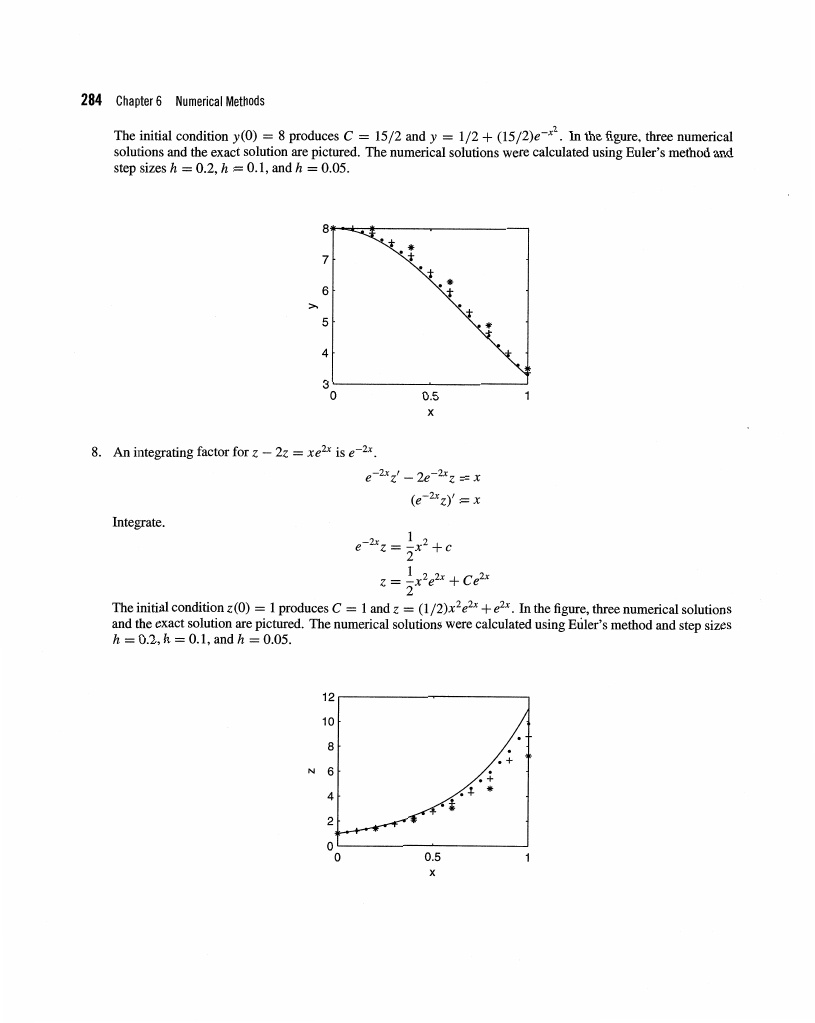 284 Chapter 6 Numerical Methods
The initial condition y(0) = 8 produces C = 15/2 and y = 1/2 + (15/2)e^{−x²}. In the figure, three numerical
solutions and the exact solution are pictured. The numerical solutions were calculated using Euler's method and
step sizes h = 0.2, h = 0.1, and h = 0.05.
8
7
6
y
5
4
3
0 0.5 1
x
8. An integrating factor for z − 2z = xe^{2x} is e^{−2x}.
e^{−2x}z′ − 2e^{−2x}z = x
(e^{−2x}z)′ = x
Integrate.
e^{−2x}z = 1/2 x² + c
z = 1/2 x²e^{2x} + Ce^{2x}
The initial condition z(0) = 1 produces C = 1 and z = (1/2)x²e^{2x} + e^{2x}. In the figure, three numerical solutions
and the exact solution are pictured. The numerical solutions were calculated using Euler's method and step sizes
h = 0.2, h = 0.1, and h = 0.05.
12
10
8
z 6
4
2
0
0 0.5 1
x